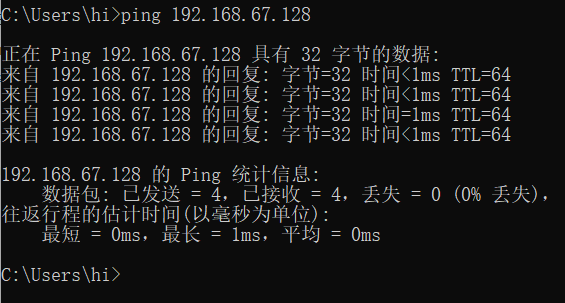 C:\Users\hi>ping 192.168.67.128
正在 Ping 192.168.67.128 具有 32 字节的数据:
来自 192.168.67.128 的回复: 字节=32 时间<1ms TTL=64
来自 192.168.67.128 的回复: 字节=32 时间<1ms TTL=64
来自 192.168.67.128 的回复: 字节=32 时间=1ms TTL=64
来自 192.168.67.128 的回复: 字节=32 时间<1ms TTL=64
192.168.67.128 的 Ping 统计信息:
数据包: 已发送 = 4，已接收 = 4，丢失 = 0 (0% 丢失)，
往返行程的估计时间(以毫秒为单位):
最短 = 0ms，最长 = 1ms，平均 = 0ms
C:\Users\hi>